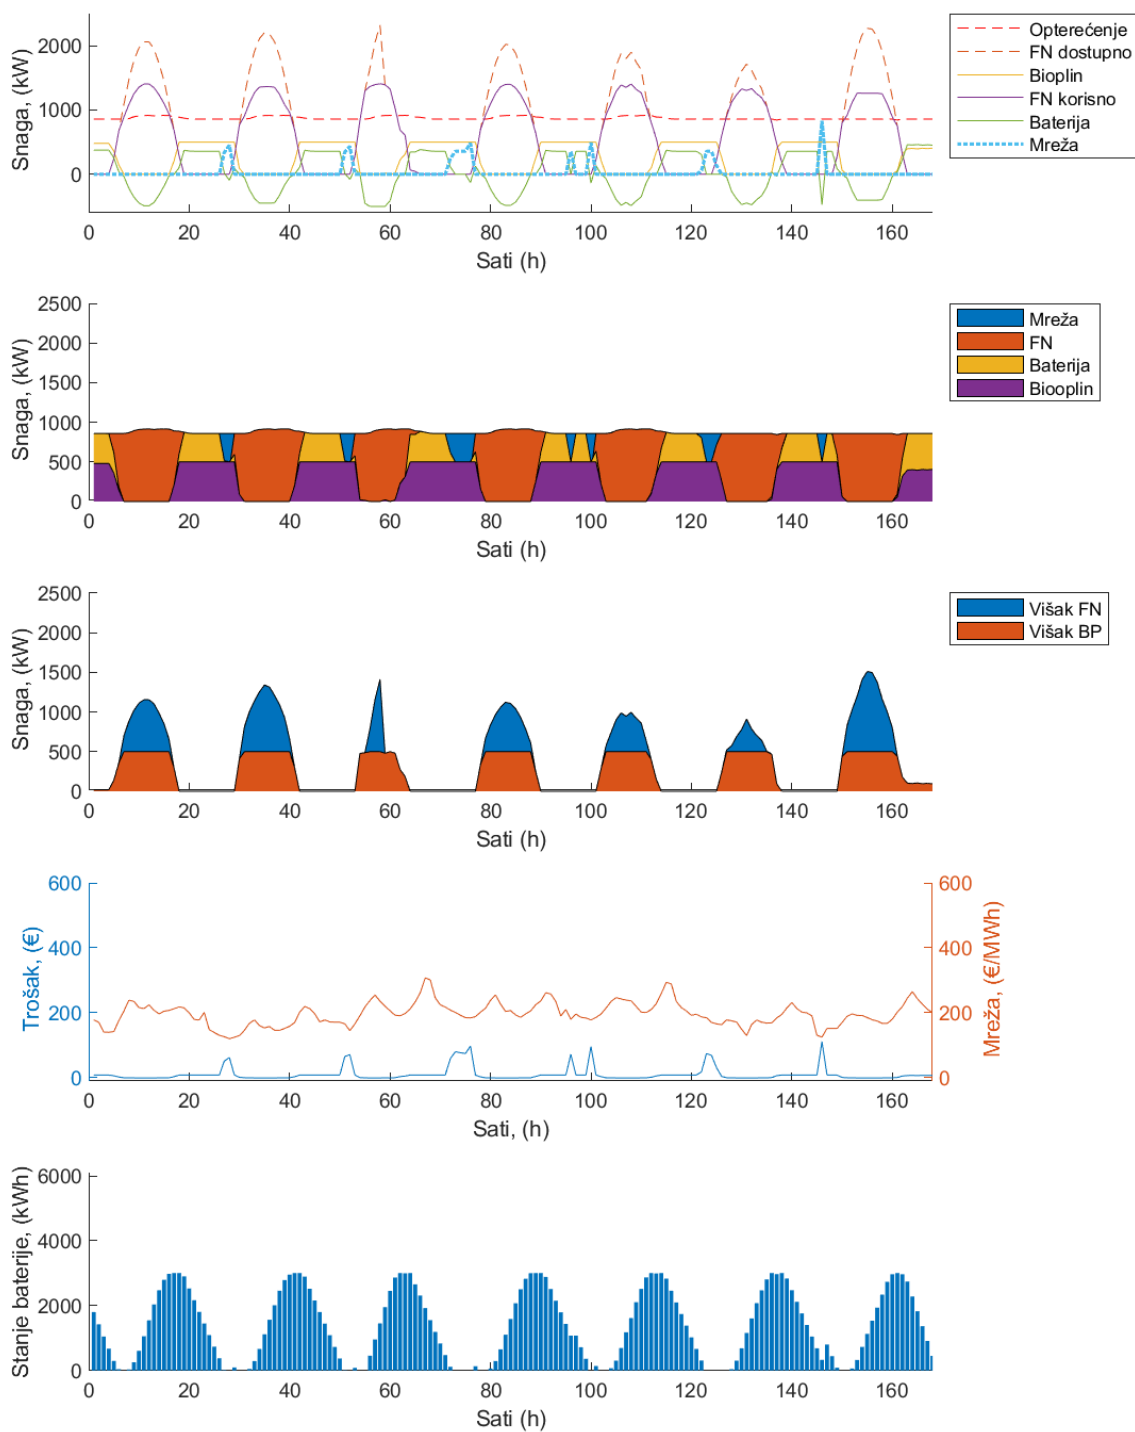 Snaga, (kW)
2000
1000
0
0 20 40 60 80 100 120 140 160
Sati (h)
Opterećenje
FN dostupno
Bioplin
FN korisno
Baterija
Mreža
Snaga, (kW)
2500
2000
1500
1000
500
0
0 20 40 60 80 100 120 140 160
Sati (h)
Mreža
FN
Baterija
Biooplin
Snaga, (kW)
2500
2000
1500
1000
500
0
0 20 40 60 80 100 120 140 160
Sati (h)
Višak FN
Višak BP
Trošak, (€)
600
400
200
0
0 20 40 60 80 100 120 140 160
Sati, (h)
600
400
200
0
Mreža, (€/MWh)
Stanje baterije, (kWh)
6000
4000
2000
0
0 20 40 60 80 100 120 140 160
Sati (h)